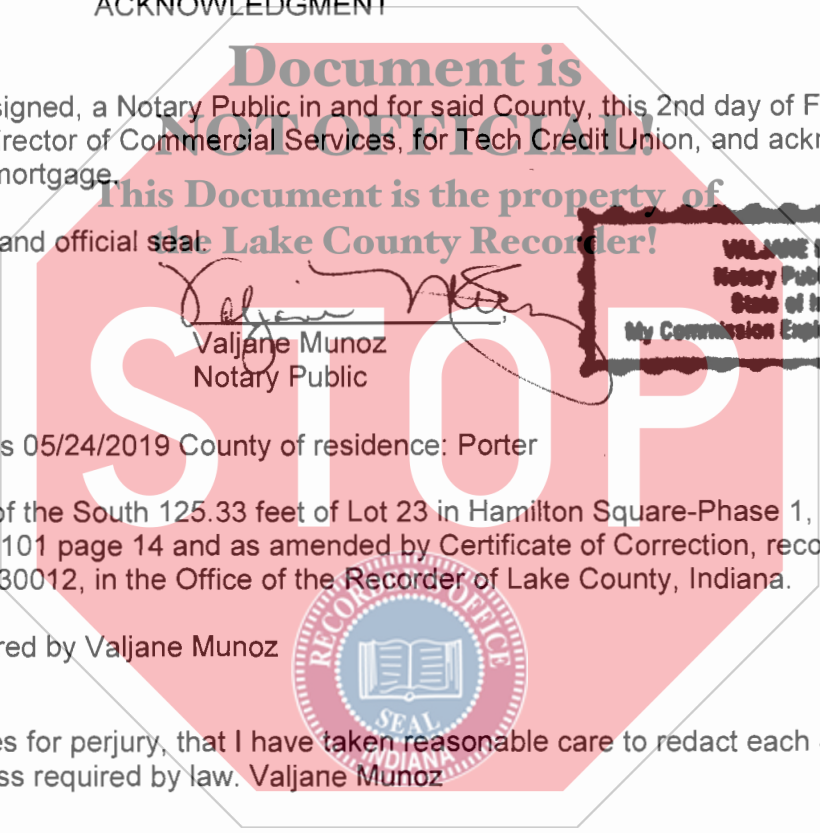 ACKNOWLEDGMENT
Document is
signed, a Notary Public in and for said County, this 2nd day of F
NOT OFFICIAL!
rector of Commercial Services, for Tech Credit Union, and ackn
mortgage.
This Document is the property of
and official seal.
the Lake County Recorder!
VALJANE
Notary Publ
State of I
My Commission Expi
Valjane Munoz
Valjane Munoz
Notary Public
STOP
s 05/24/2019 County of residence: Porter
of the South 125.33 feet of Lot 23 in Hamilton Square-Phase 1,
101 page 14 and as amended by Certificate of Correction, reco
30012, in the Office of the Recorder of Lake County, Indiana.
RECORDER'S OFFICE
SEAL
INDIANA
red by Valjane Munoz
es for perjury, that I have taken reasonable care to redact each
ss required by law. Valjane Munoz